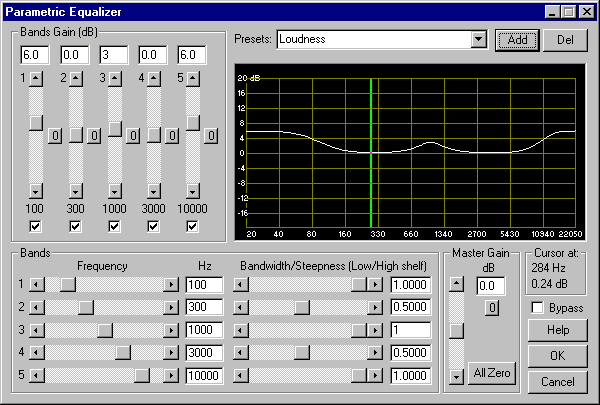 Parametric Equalizer
Bands Gain (dB)
6.0 0.0 3 0.0 6.0
1 2 3 4 5
0 0 0 0 0
100 300 1000 3000 10000
Presets: Loudness Add Del
20 dB
16
12
8
4
0
-4
-8
-12
-16
20 40 80 160 330 670 1340 2700 5430 10940 22050
Bands
Frequency Hz Bandwidth/Steepness (Low/High shelf)
1 100 1.0000
2 300 0.5000
3 1000 1
4 3000 0.5000
5 10000 1.0000
Master Gain
dB
0.0
0
All Zero
Cursor at:
284 Hz
0.24 dB
Bypass
Help
OK
Cancel